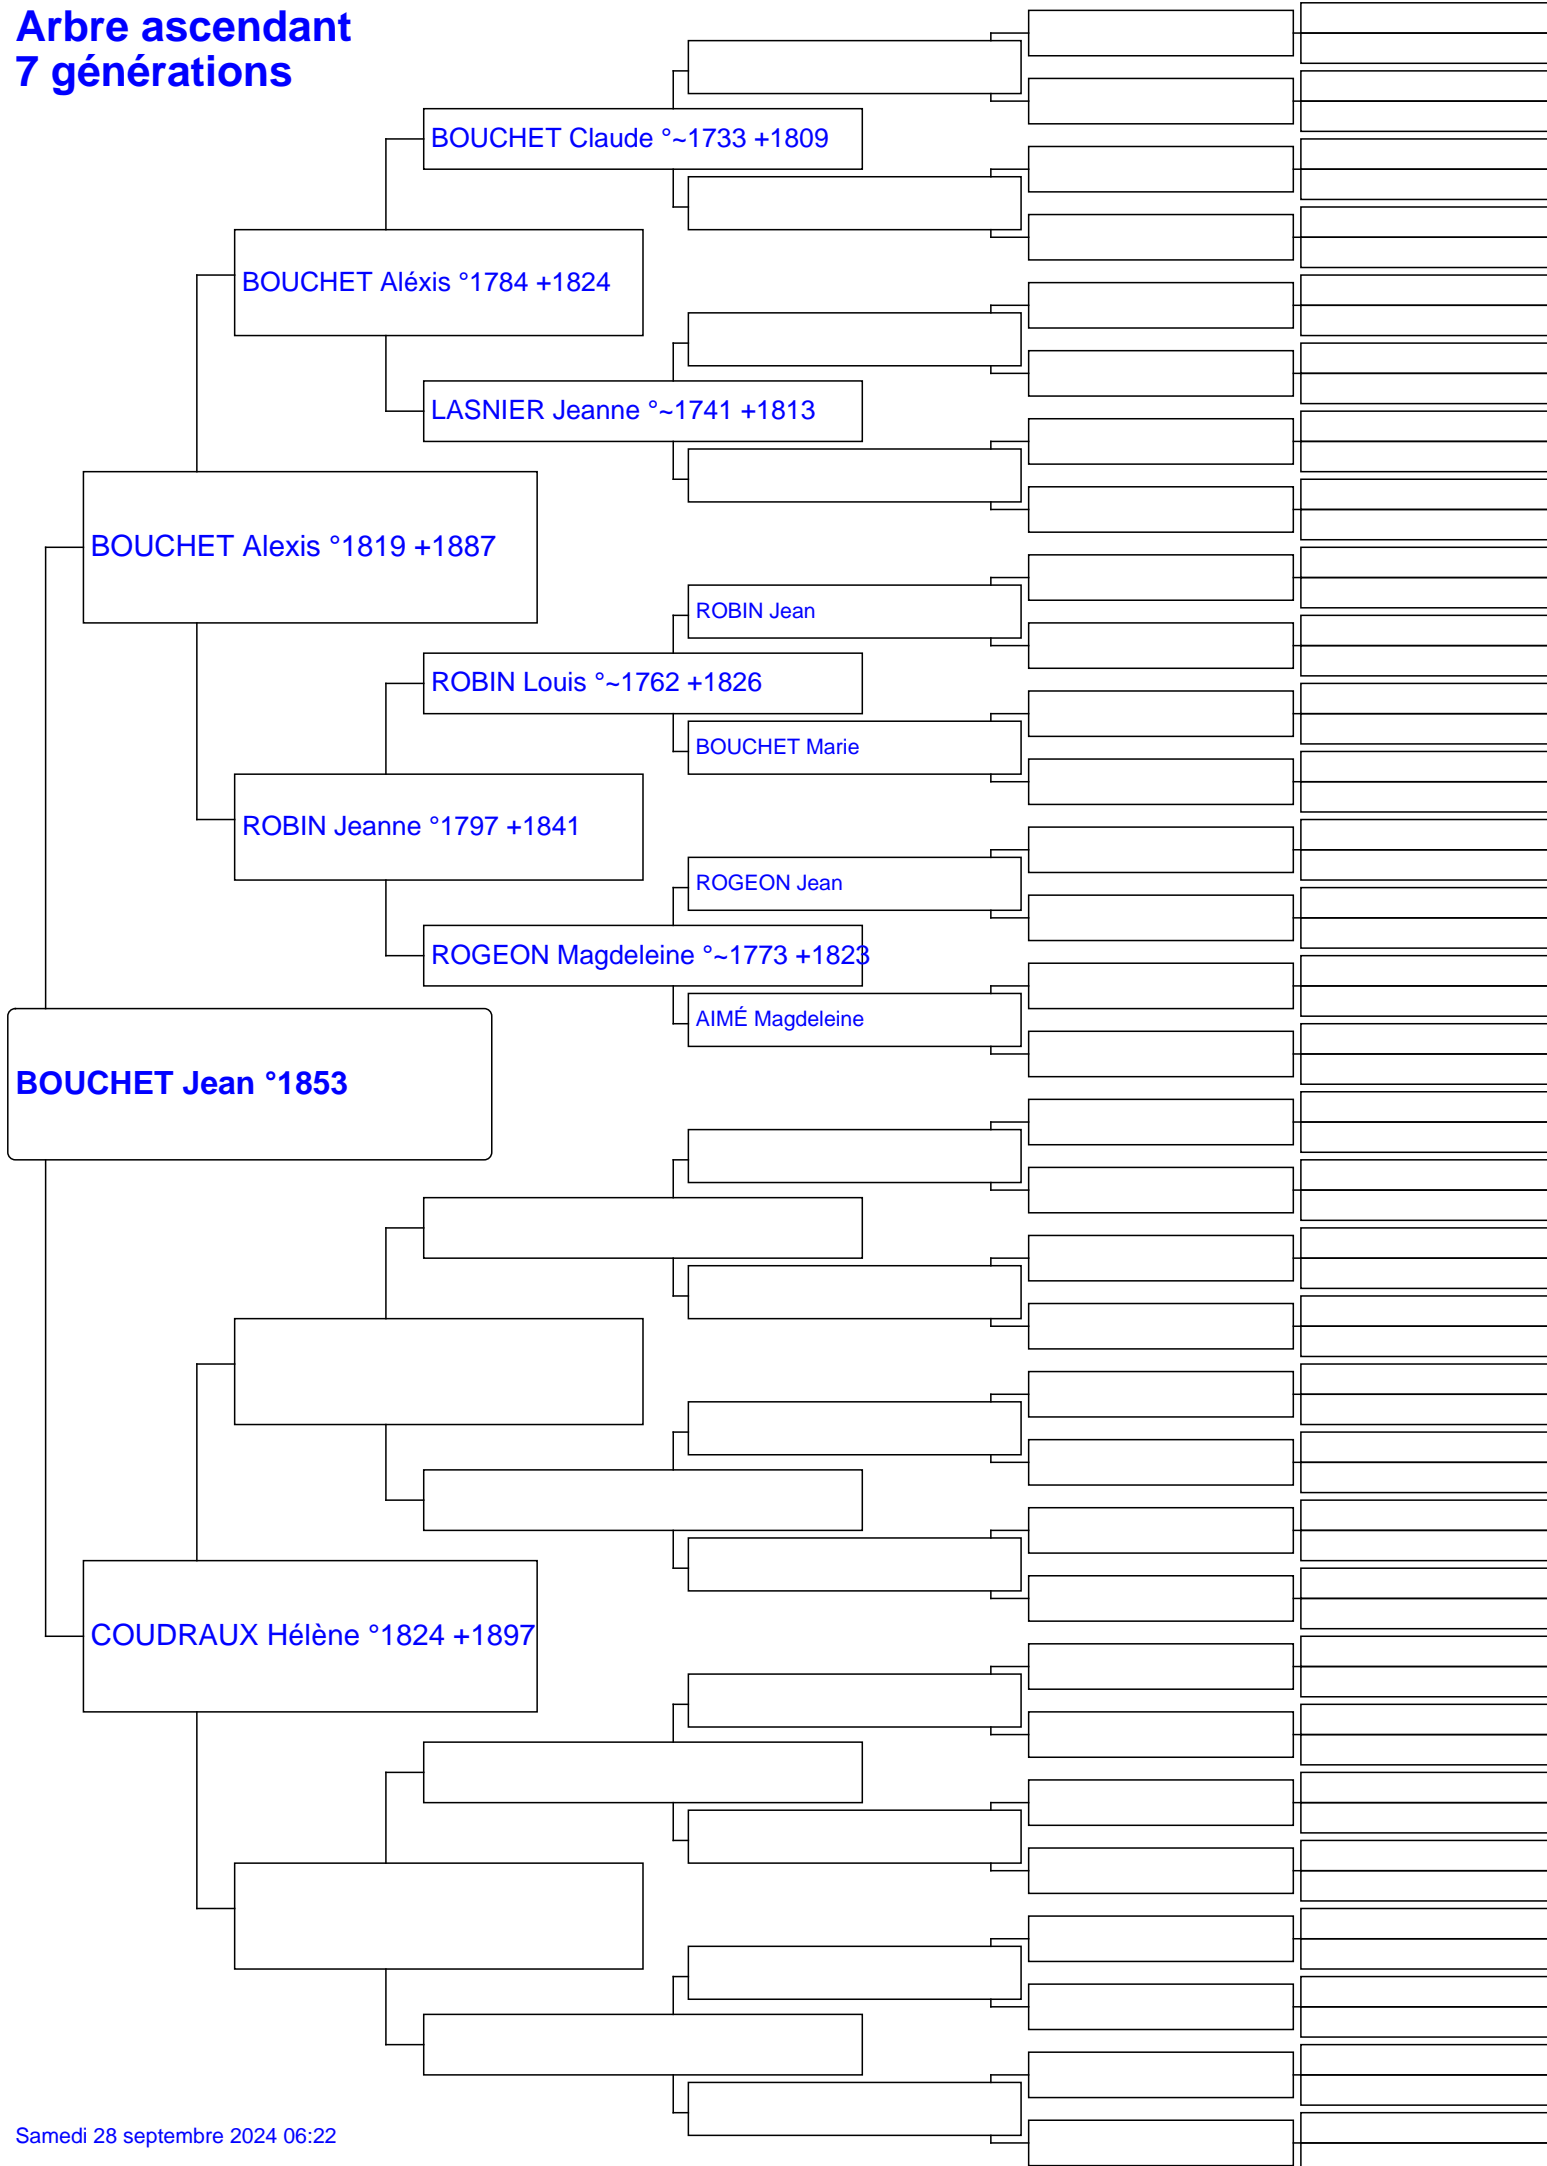 Arbre ascendant
7 générations
BOUCHET Claude °~1733 +1809
BOUCHET Aléxis °1784 +1824
LASNIER Jeanne °~1741 +1813
BOUCHET Alexis °1819 +1887
ROBIN Jean
ROBIN Louis °~1762 +1826
BOUCHET Marie
ROBIN Jeanne °1797 +1841
ROGEON Jean
ROGEON Magdeleine °~1773 +1823
AIMÉ Magdeleine
BOUCHET Jean °1853
COUDRAUX Hélène °1824 +1897
Samedi 28 septembre 2024 06:22